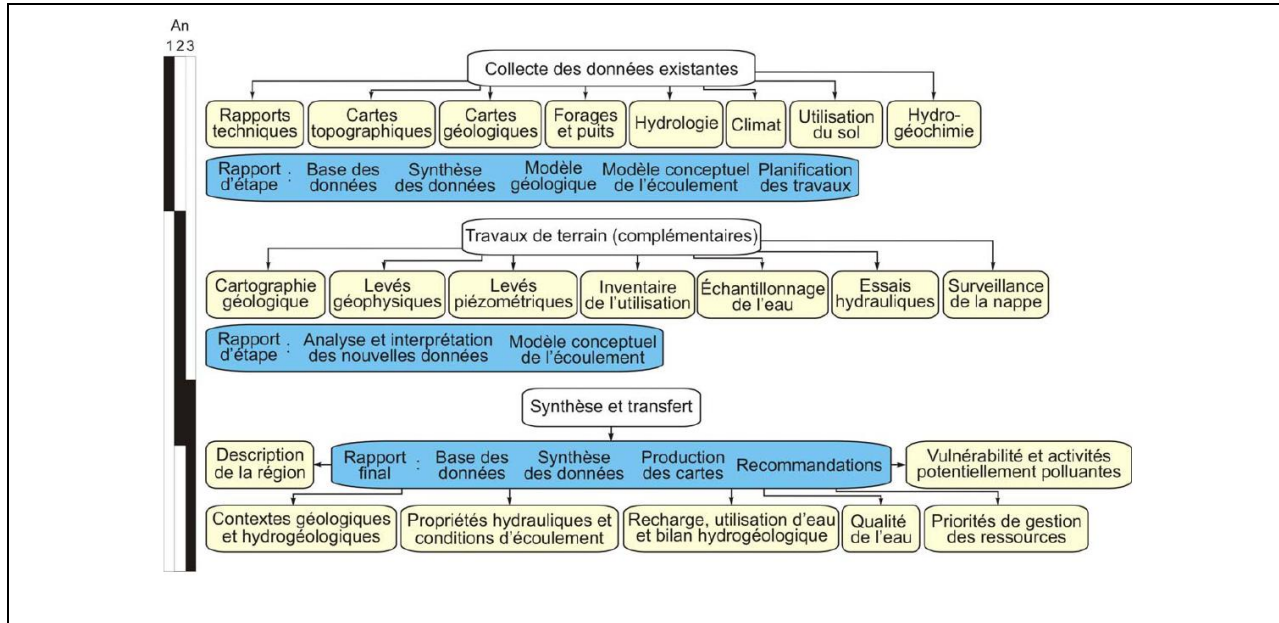 An
1 2 3
Collecte des données existantes
Rapports
techniques
Cartes
topographiques
Cartes
géologiques
Forages
et puits
Hydrologie
Climat
Utilisation
du sol
Hydro-
géochimie
Rapport
d'étape :
Base des
données
Synthèse
des données
Modèle
géologique
Modèle conceptuel
de l'écoulement
Planification
des travaux
Travaux de terrain (complémentaires)
Cartographie
géologique
Levés
géophysiques
Levés
piézométriques
Inventaire
de l'utilisation
Échantillonnage
de l'eau
Essais
hydrauliques
Surveillance
de la nappe
Rapport
d'étape :
Analyse et interprétation
des nouvelles données
Modèle conceptuel
de l'écoulement
Synthèse et transfert
Description
de la région
Rapport
final :
Base des
données
Synthèse
des données
Production
des cartes
Recommandations
Vulnérabilité et activités
potentiellement polluantes
Contextes géologiques
et hydrogéologiques
Propriétés hydrauliques et
conditions d'écoulement
Recharge, utilisation d'eau
et bilan hydrogéologique
Qualité
de l'eau
Priorités de gestion
des ressources